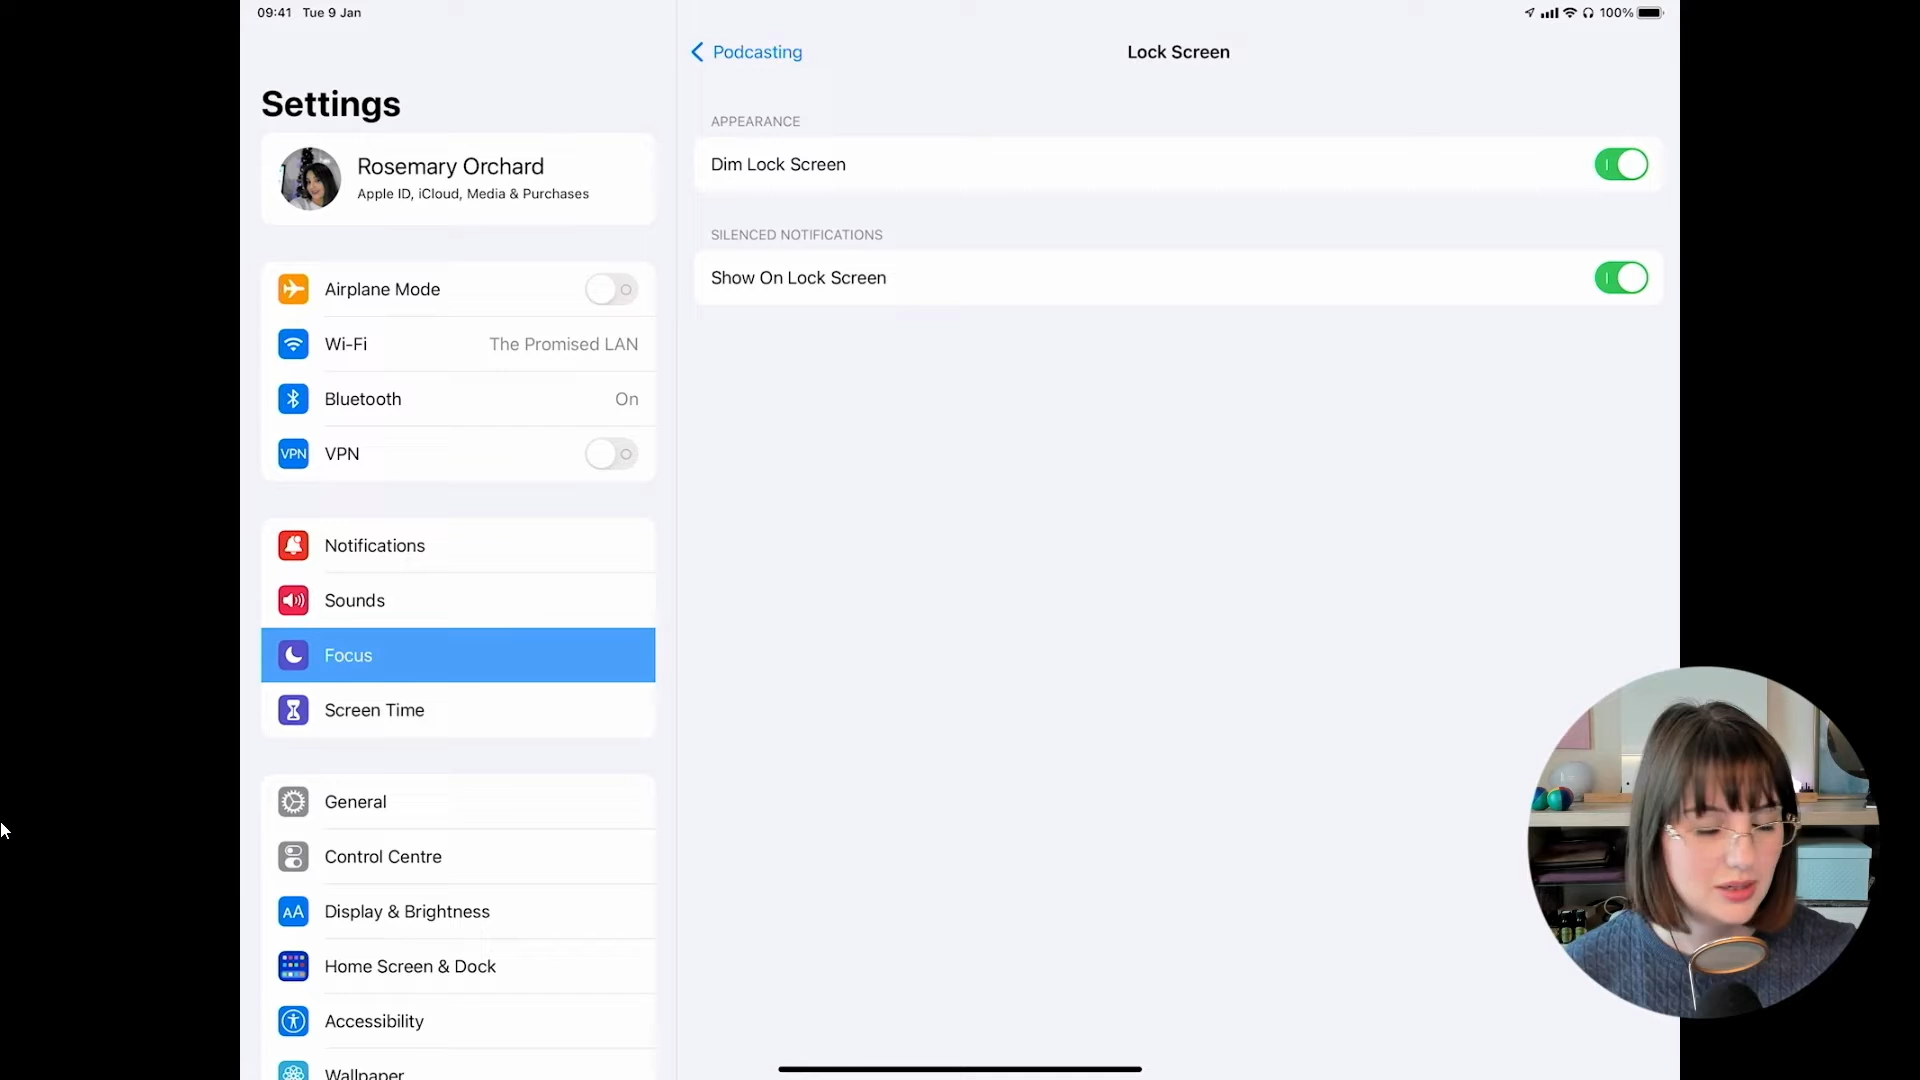 09:41 Tue 9 Jan
100%
Settings
Rosemary Orchard
Apple ID, iCloud, Media & Purchases
Airplane Mode
Wi-Fi The Promised LAN
Bluetooth On
VPN VPN
Notifications
Sounds
Focus
Screen Time
General
Control Centre
AA Display & Brightness
Home Screen & Dock
Accessibility
Wallpaper
Podcasting
Lock Screen
APPEARANCE
Dim Lock Screen
SILENCED NOTIFICATIONS
Show On Lock Screen